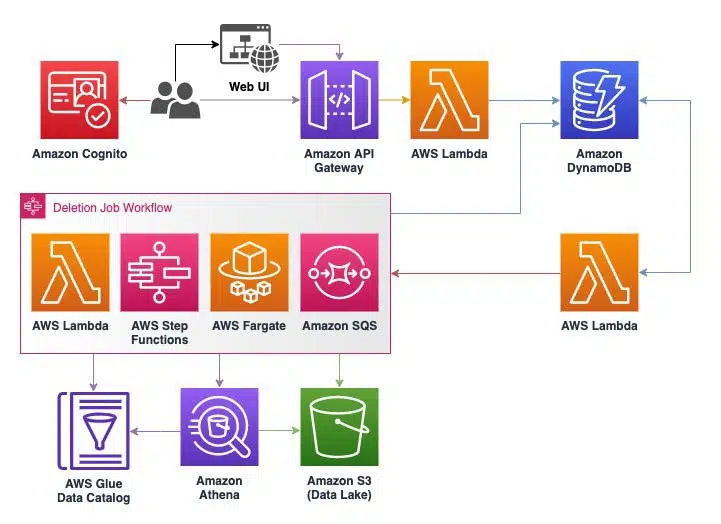 Web UI
Amazon Cognito
Amazon API
Gateway
AWS Lambda
Amazon
DynamoDB
Deletion Job Workflow
AWS Lambda
AWS Step
Functions
AWS Fargate
Amazon SQS
AWS Lambda
AWS Glue
Data Catalog
Amazon
Athena
Amazon S3
(Data Lake)